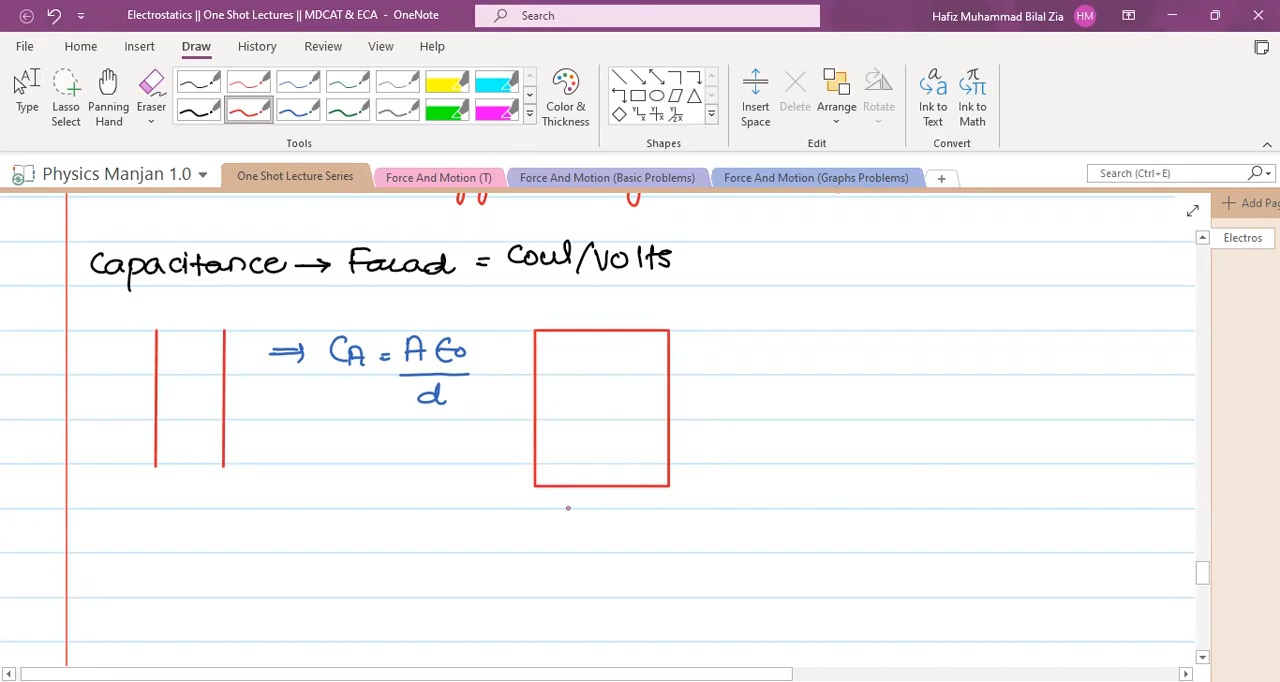 Electrostatics || One Shot Lectures || MDCAT & ECA - OneNote
Search
Hafiz Muhammad Bilal Zia HM
File Home Insert Draw History Review View Help
Type Lasso Select Panning Hand Eraser Color & Thickness Insert Space Delete Arrange Rotate Ink to Text Ink to Math
Tools Shapes Edit Convert
Physics Manjan 1.0 One Shot Lecture Series Force And Motion (T) Force And Motion (Basic Problems) Force And Motion (Graphs Problems) Search (Ctrl+E)
Add Pag
Electros
Capacitance → Farad = Coul/volts
⇒ C_A = A ϵ₀
d